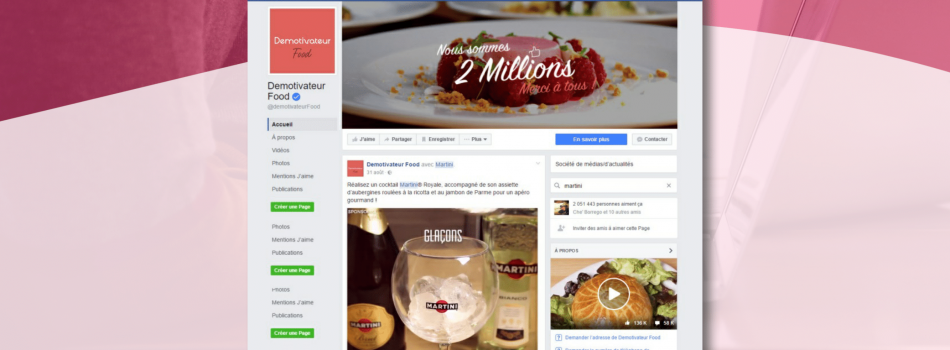 Demotivateur
Food
Demotivateur
Food
@demotivateurFood
Accueil
À propos
Vidéos
Photos
Mentions J'aime
Publications
Créer une Page
Photos
Mentions J'aime
Publications
Créer une Page
Photos
Mentions J'aime
Publications
Créer une Page
Nous sommes
2 Millions
Merci à tous !
J'aime
Partager
Enregistrer
Plus
En savoir plus
Contacter
Demotivateur Food avec Martini.
31 août
Réalisez un cocktail Martini® Royale, accompagné de son assiette
d'aubergines roulées à la ricotta et au jambon de Parme pour un apéro
gourmand !
GLAÇONS
MARTINI
MARTINI
MARTINI
Société de médias/d'actualités
martini
2 051 443 personnes aiment ça
et 10 autres amis
Inviter des amis à aimer cette Page
À PROPOS
136 K
58 K
Demander l'adresse de Demotivateur Food